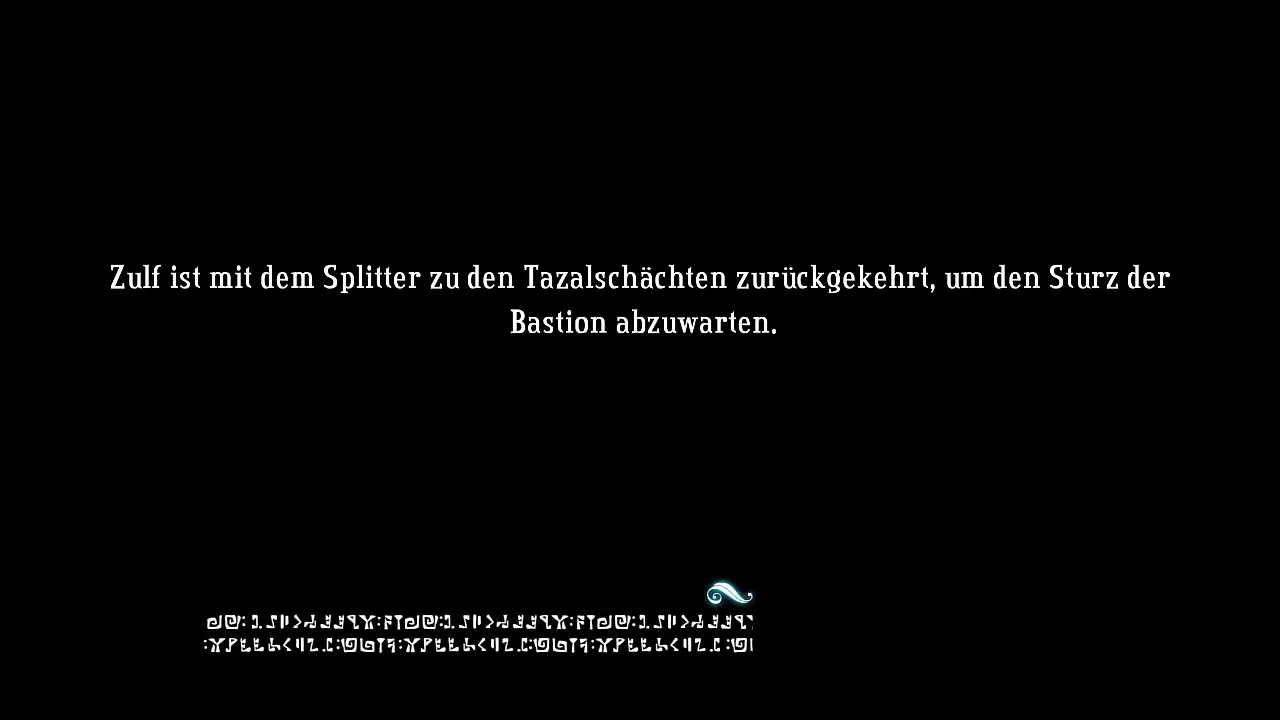 Zulf ist mit dem Splitter zu den Tazalschächten zurückgekehrt, um den Sturz der
Bastion abzuwarten.